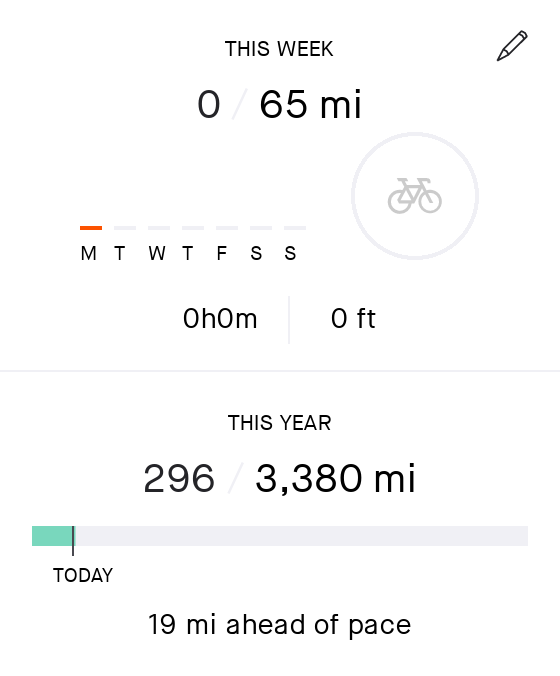 THIS WEEK
0 / 65 mi
M T W T F S S
0h0m 0 ft
THIS YEAR
296 / 3,380 mi
TODAY
19 mi ahead of pace